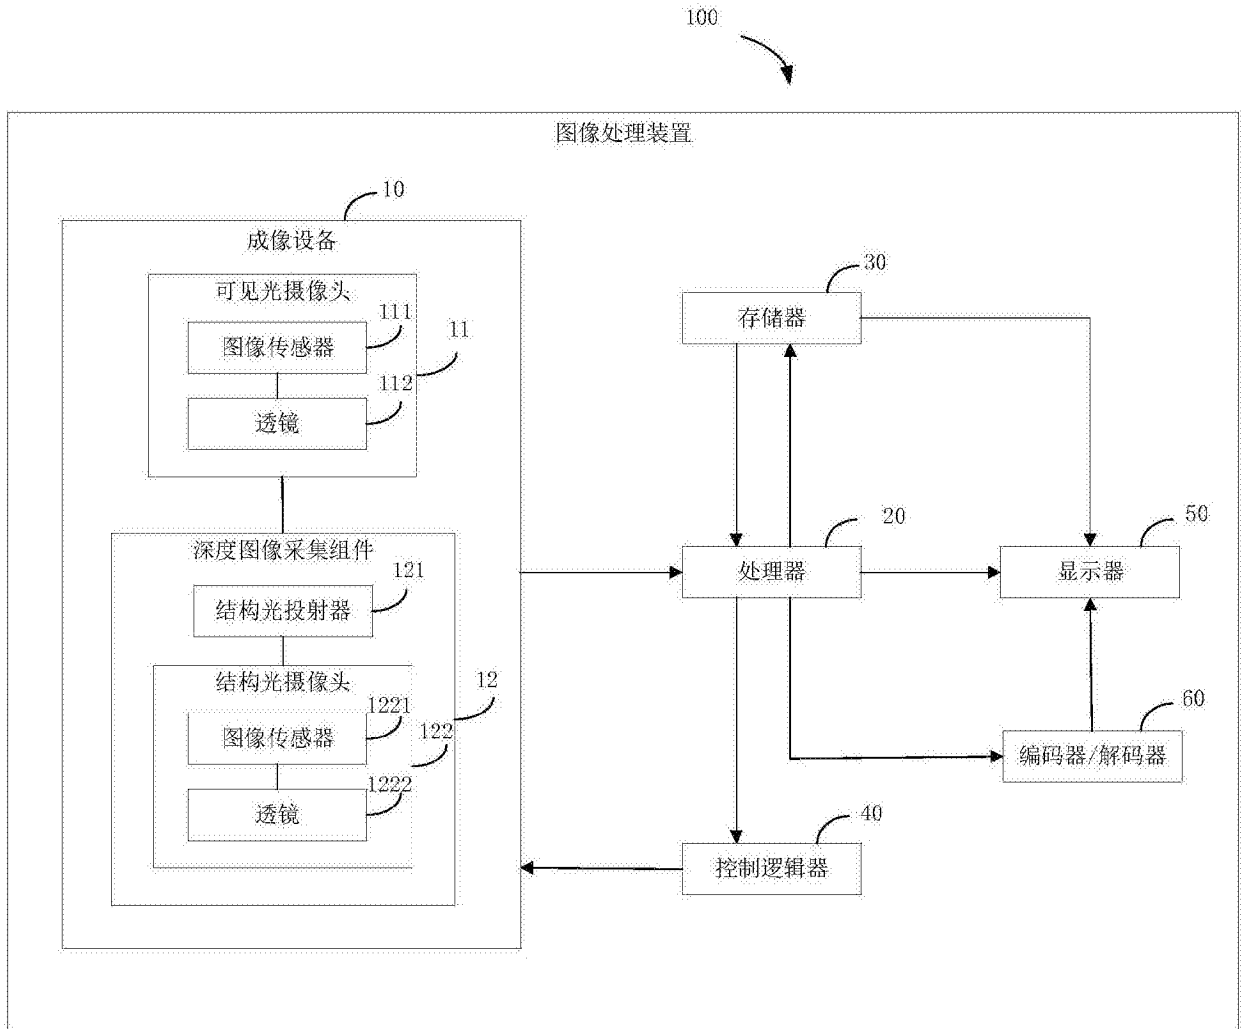 100
图像处理装置
10
成像设备
可见光摄像头
111
图像传感器
11
112
透镜
深度图像采集组件
121
结构光投射器
结构光摄像头
12
1221
图像传感器
122
1222
透镜
30
存储器
20
处理器
50
显示器
60
编码器/解码器
40
控制逻辑器